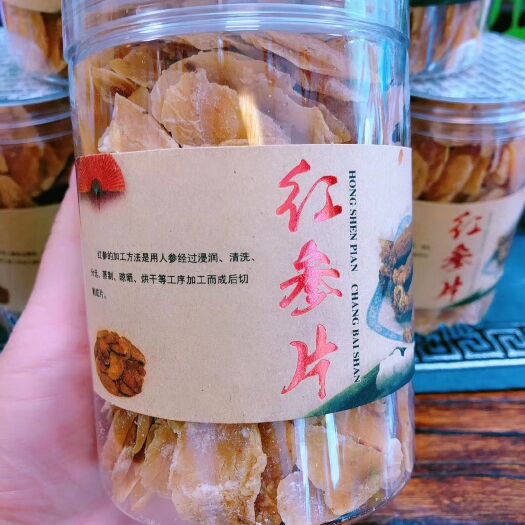 红参片
HONG SHEN PIAN CHANG BAI SHAN
红参的加工方法是用人参经过浸润、清洗、
分选、蒸制、晾晒、烘干等工序加工而成后切
制成片。
红参片